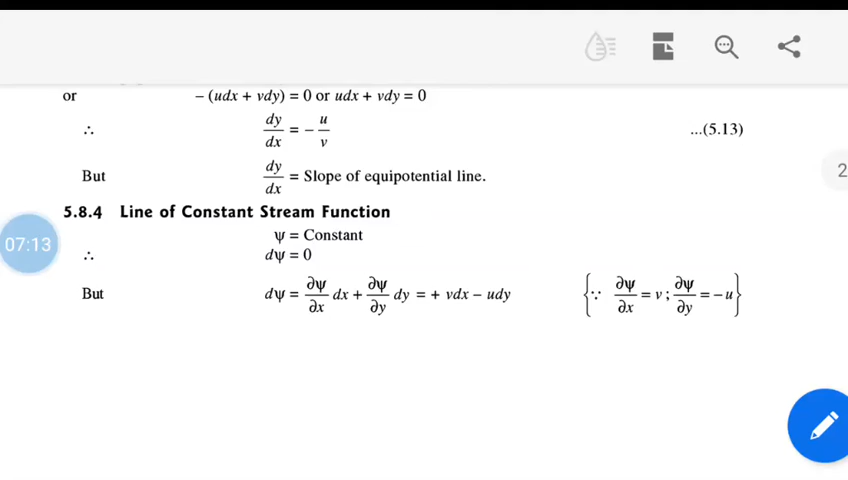 or – (udx + vdy) = 0 or udx + vdy = 0
∴ dy/dx = – u/v ...(5.13)
But dy/dx = Slope of equipotential line.
5.8.4 Line of Constant Stream Function
ψ = Constant
∴ dψ = 0
But dψ = ∂ψ/∂x dx + ∂ψ/∂y dy = + vdx – udy {∵ ∂ψ/∂x = v; ∂ψ/∂y = – u}
07:13
2